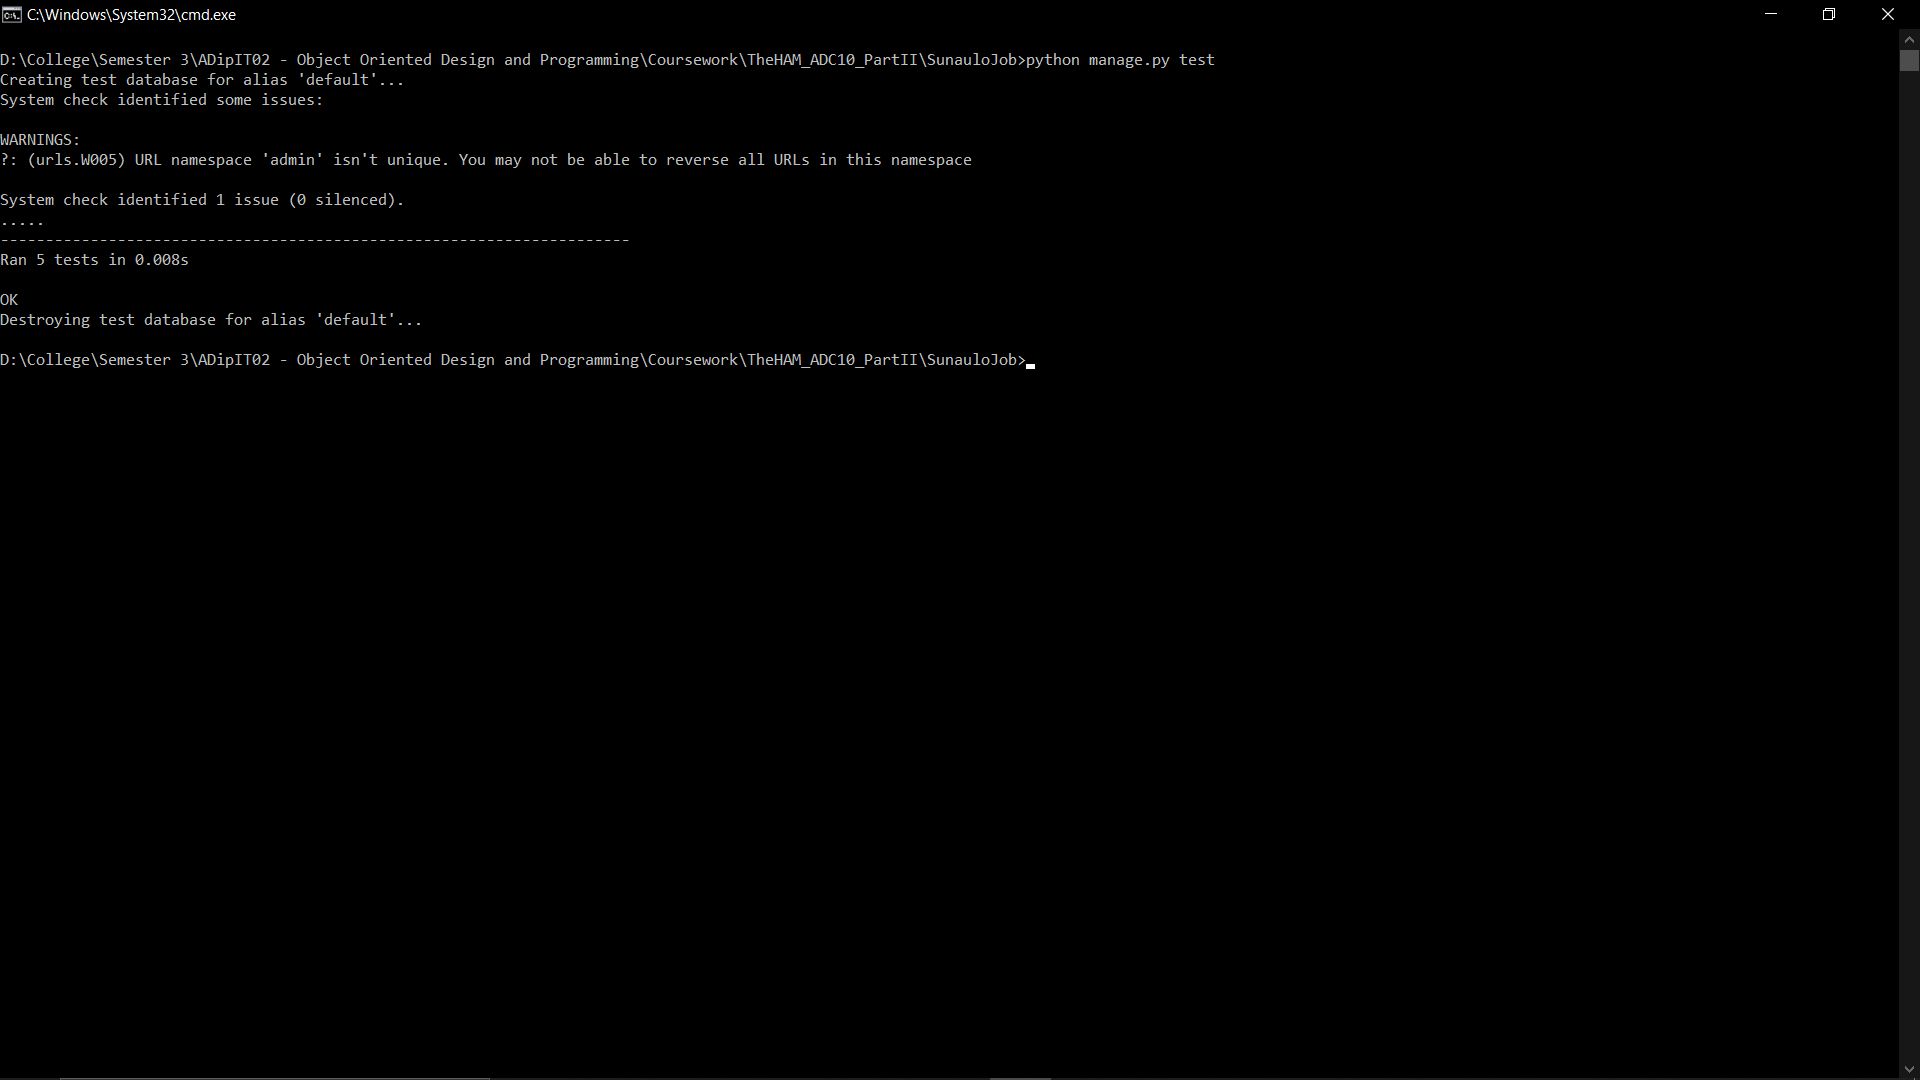 C:\Windows\System32\cmd.exe
D:\College\Semester 3\ADipIT02 - Object Oriented Design and Programming\Coursework\TheHAM_ADC10_PartII\SunauloJob>python manage.py test
Creating test database for alias 'default'...
System check identified some issues:
WARNINGS:
?: (urls.W005) URL namespace 'admin' isn't unique. You may not be able to reverse all URLs in this namespace
System check identified 1 issue (0 silenced).
.....
----------------------------------------------------------------------
Ran 5 tests in 0.008s
OK
Destroying test database for alias 'default'...
D:\College\Semester 3\ADipIT02 - Object Oriented Design and Programming\Coursework\TheHAM_ADC10_PartII\SunauloJob>